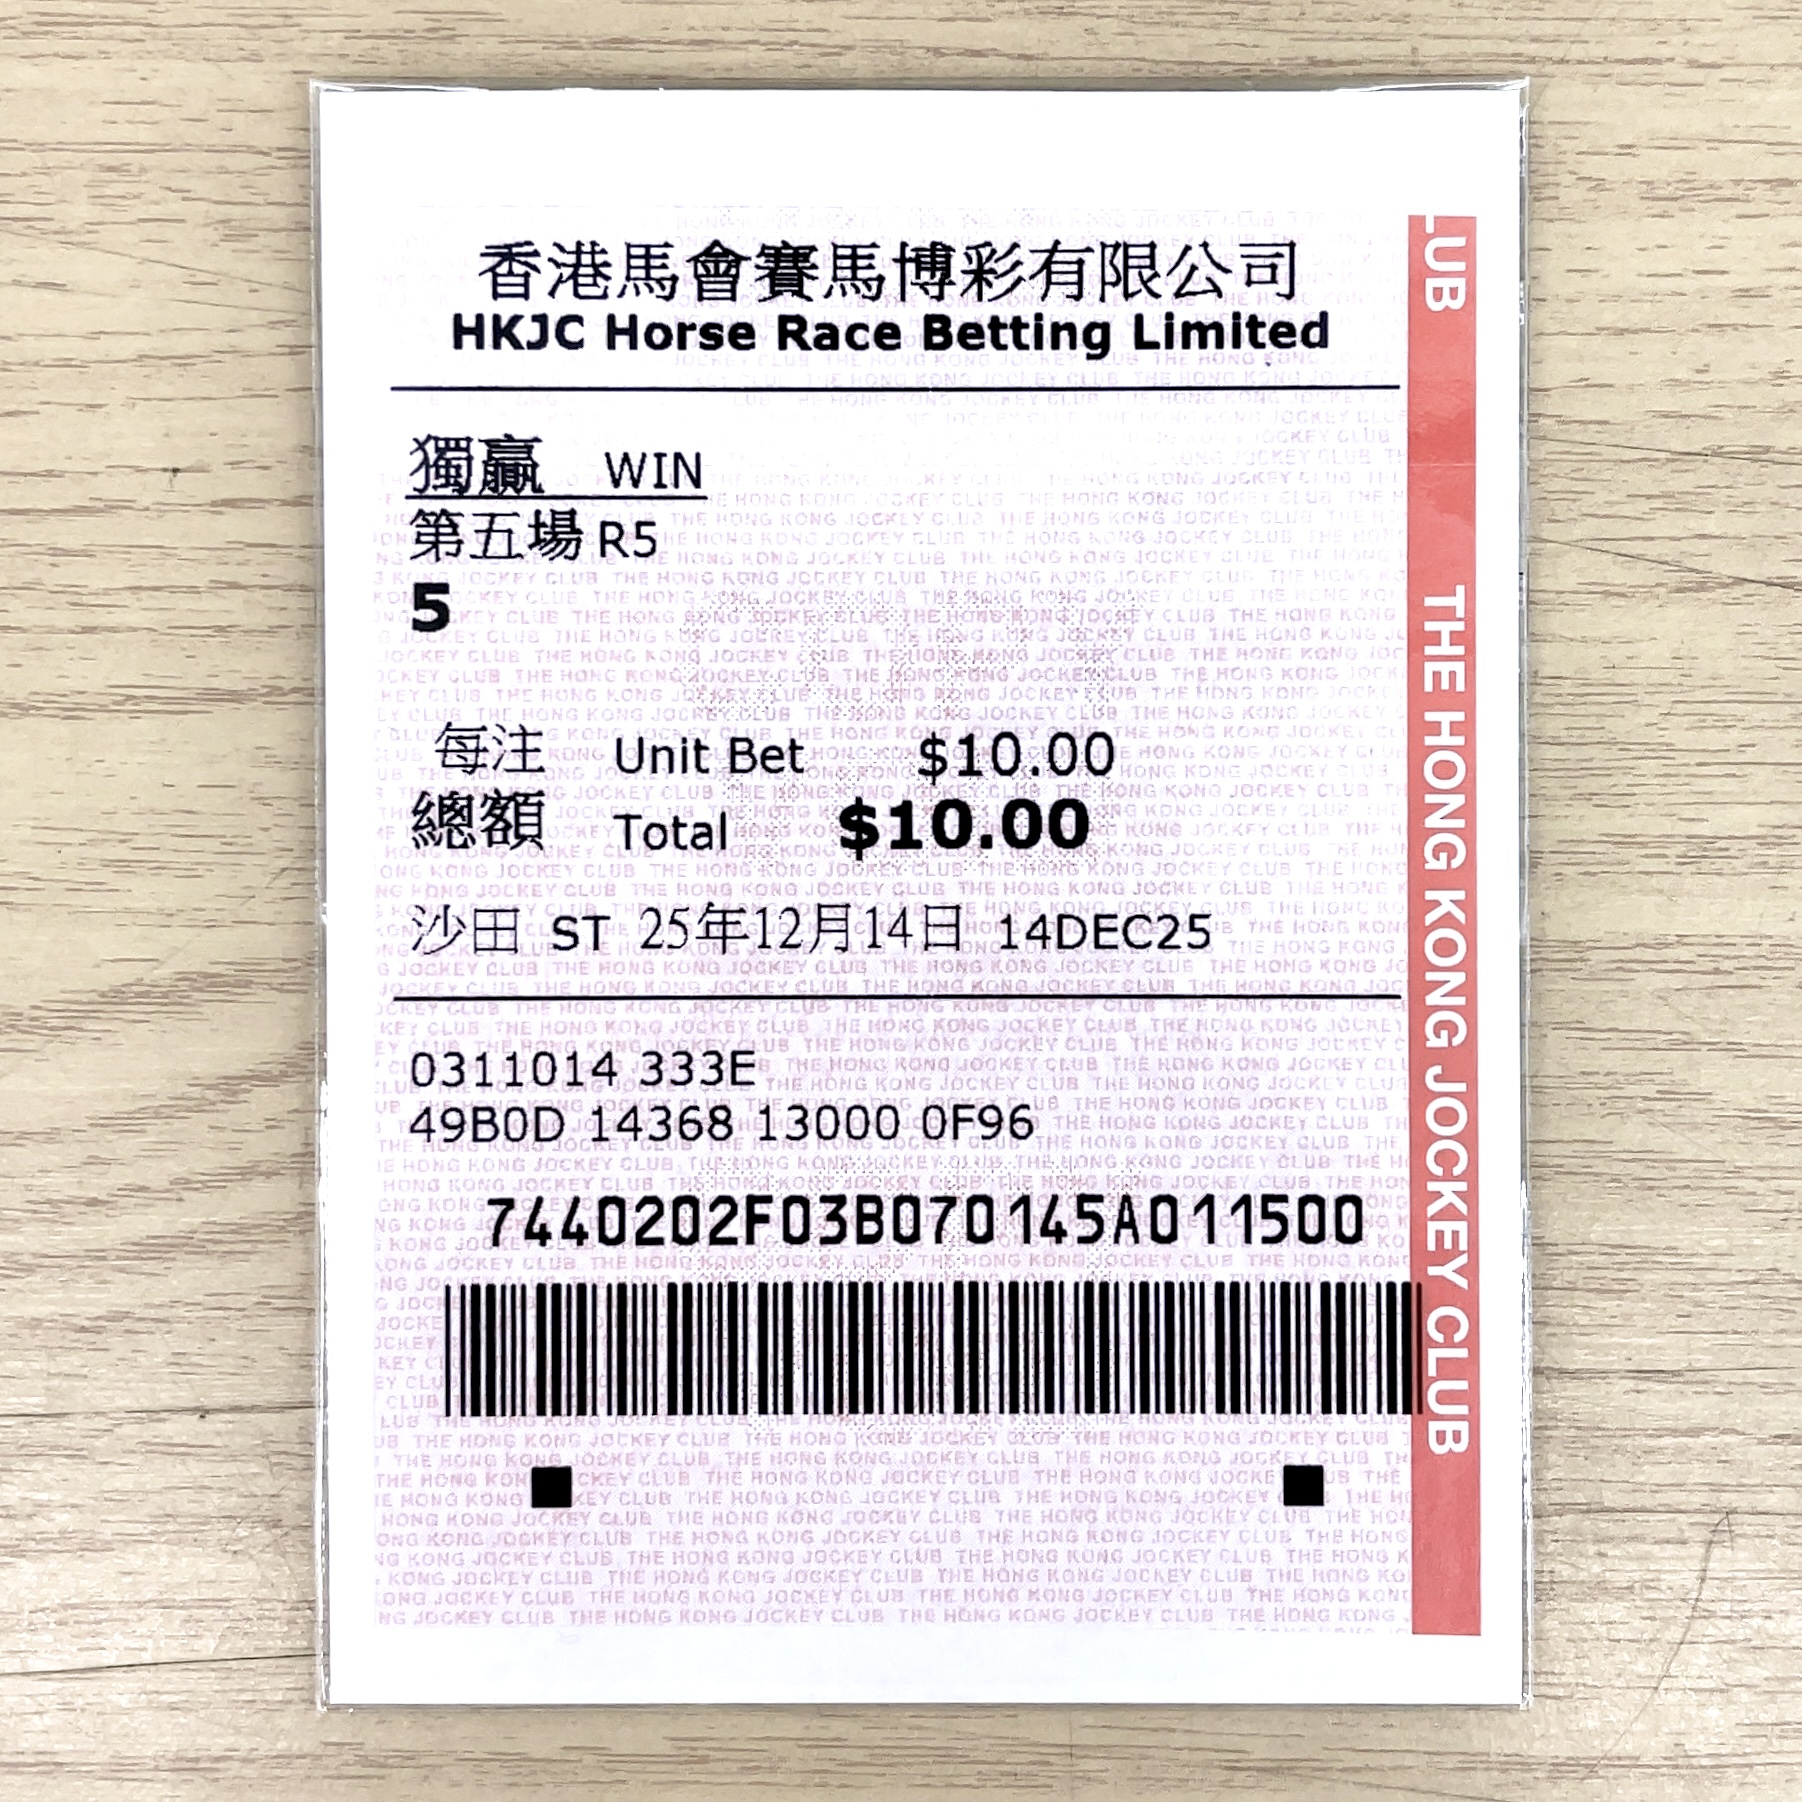 香港馬會賽馬博彩有限公司
HKJC Horse Race Betting Limited
獨贏 WIN
第五場 R5
5
每注 Unit Bet $10.00
總額 Total $10.00
沙田 ST 25年12月14日 14DEC25
0311014 333E
49B0D 14368 13000 0F96
7440202F03B070145A011500
LUB
THE HONG KONG JOCKEY CLUB